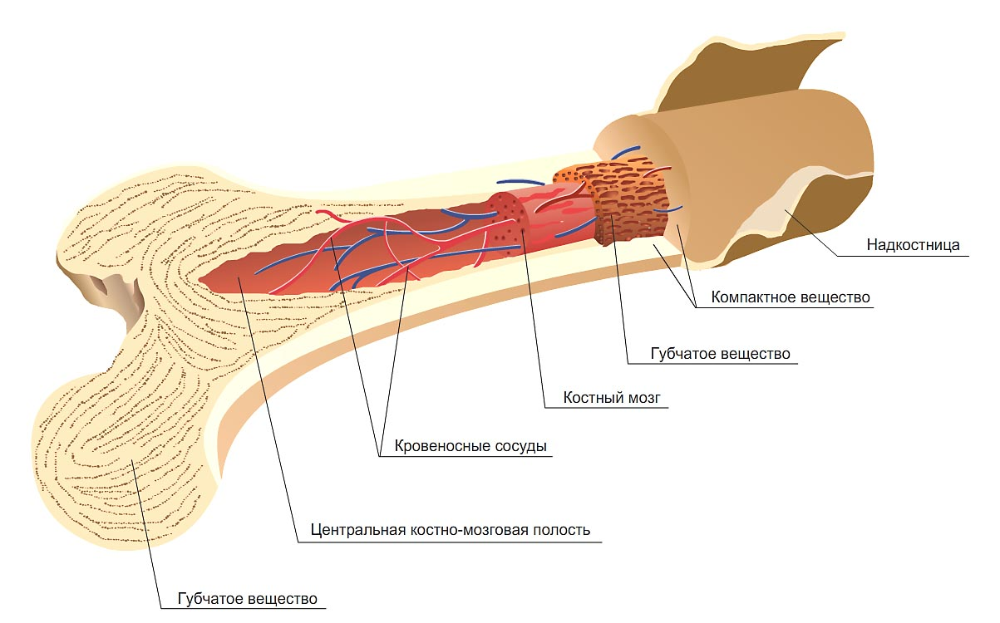 Надкостница
Компактное вещество
Губчатое вещество
Костный мозг
Кровеносные сосуды
Центральная костно-мозговая полость
Губчатое вещество